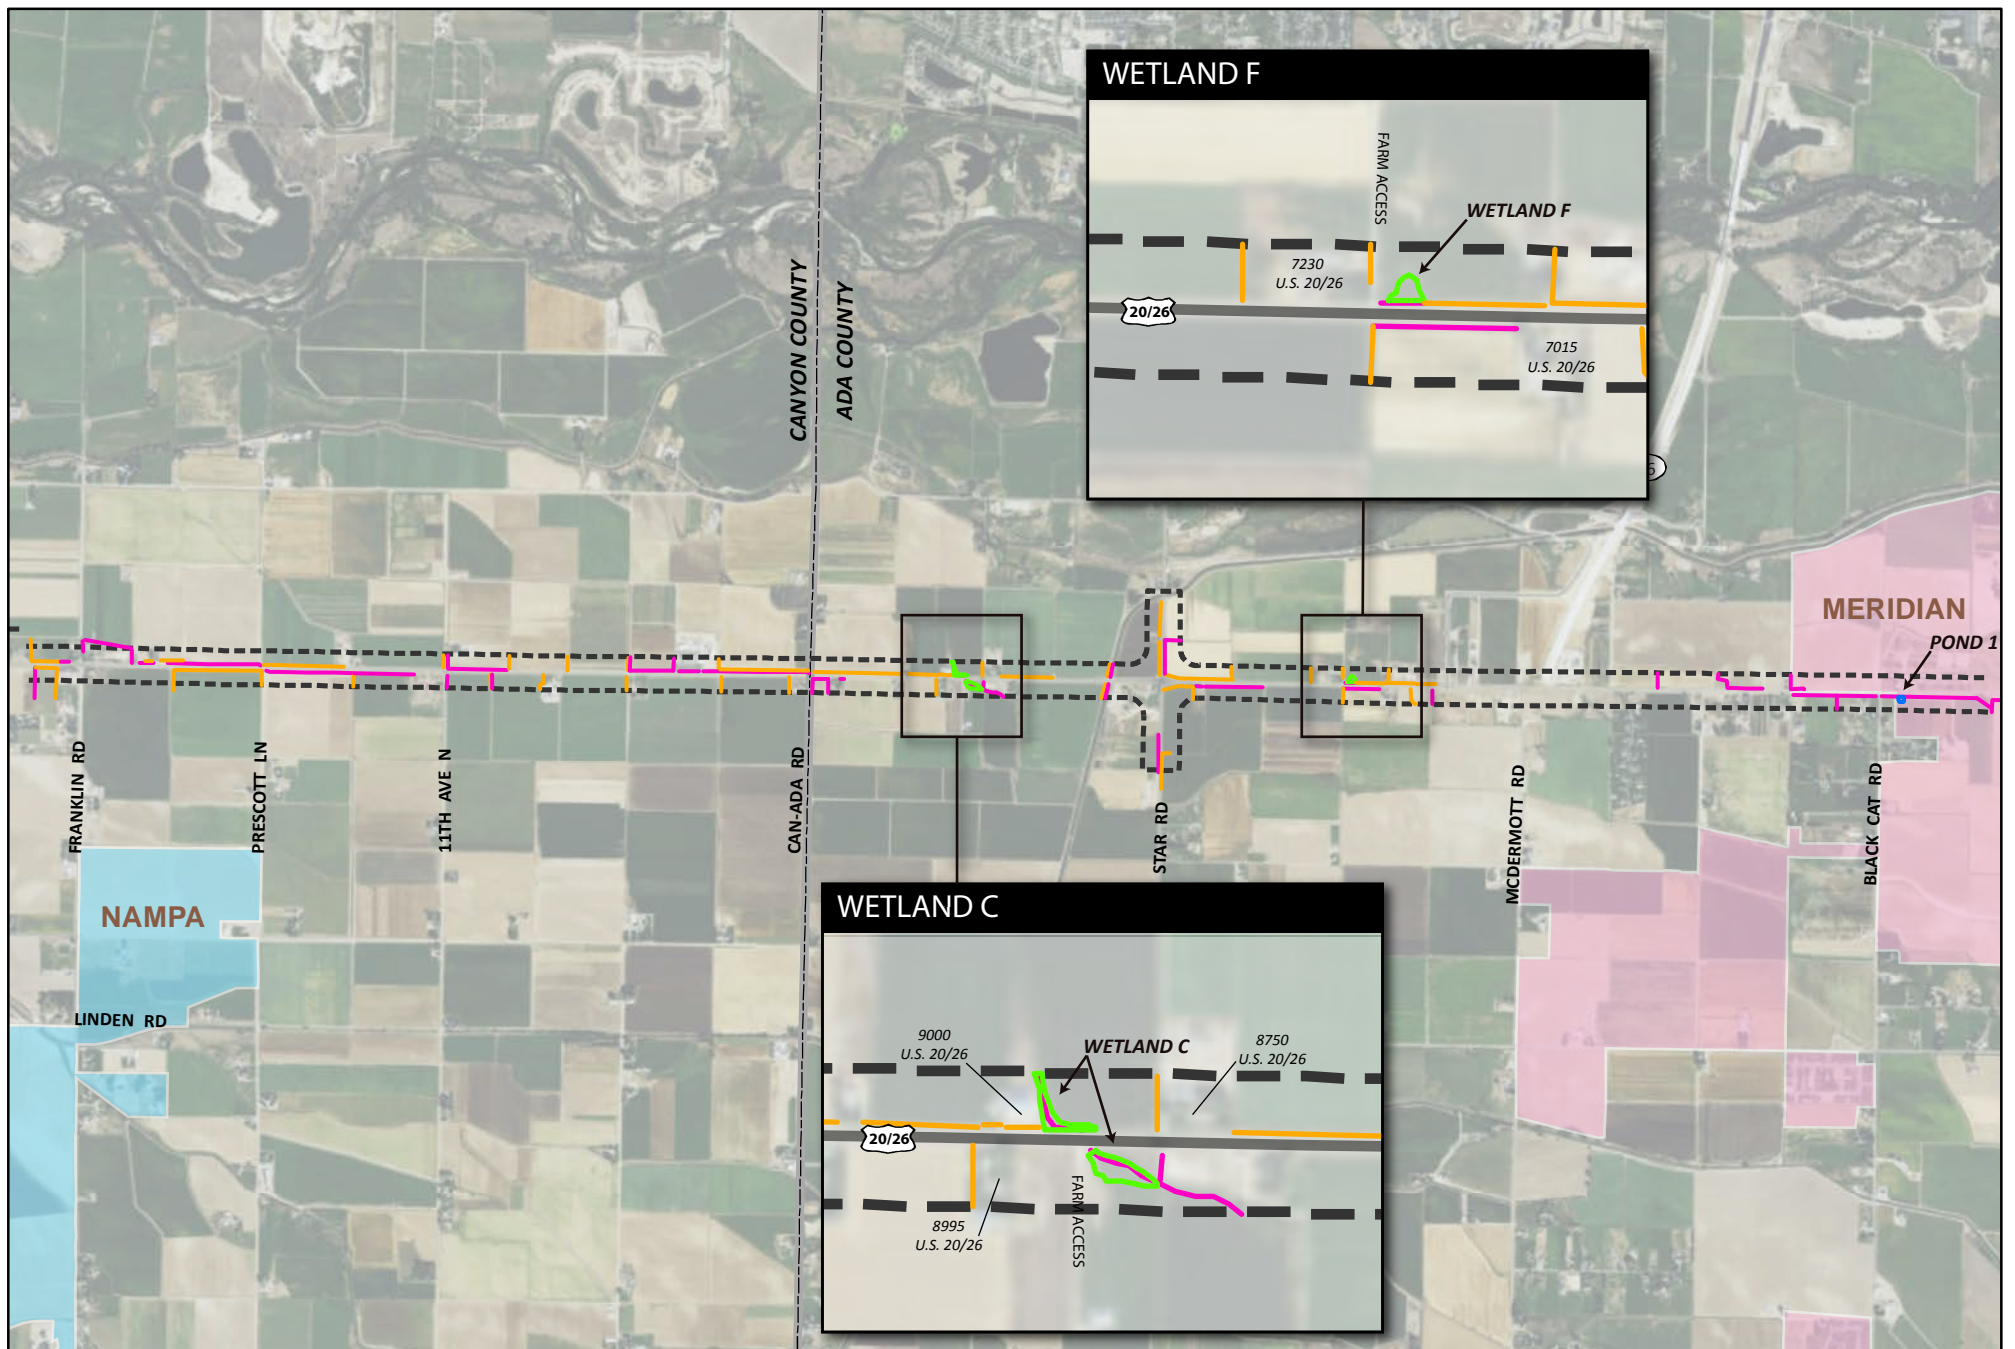 WETLAND F
FARM ACCESS
WETLAND F
7230
U.S. 20/26
20/26
7015
U.S. 20/26
CANYON COUNTY
ADA COUNTY
MERIDIAN
POND 1
FRANKLIN RD
PRESCOTT LN
11TH AVE N
CAN-ADA RD
STAR RD
MCDERMOTT RD
BLACK CAT RD
NAMPA
LINDEN RD
WETLAND C
9000
U.S. 20/26
WETLAND C
8750
U.S. 20/26
20/26
FARM ACCESS
8995
U.S. 20/26